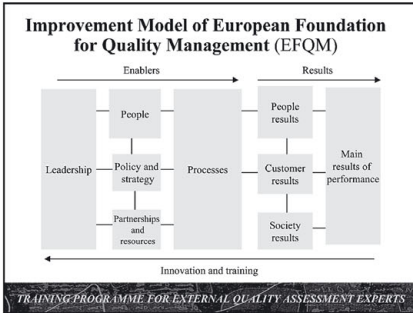 Improvement Model of European Foundation
for Quality Management (EFQM)
Enablers
Results
Leadership
People
Policy and
strategy
Partnerships
and
resources
Processes
People
results
Customer
results
Society
results
Main
results of
performance
Innovation and training
TRAINING PROGRAMME FOR EXTERNAL QUALITY ASSESSMENT EXPERTS